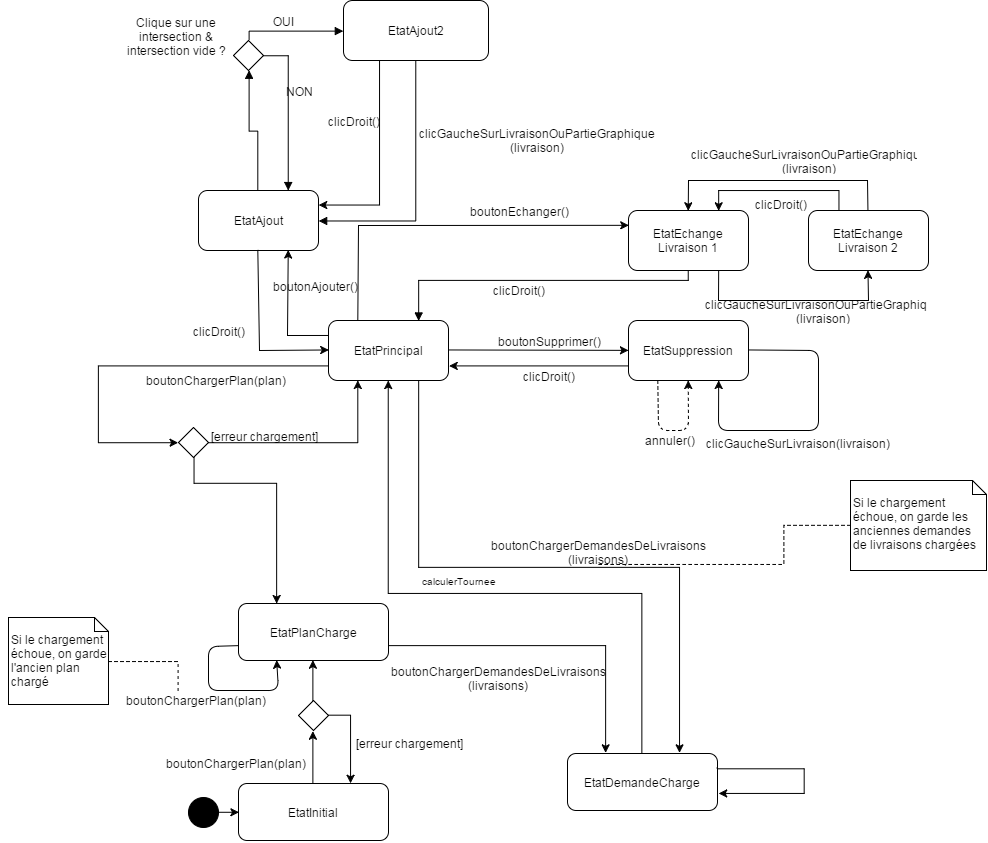 Clique sur une
intersection &
intersection vide ?
OUI
EtatAjout2
NON
clicDroit()
clicGaucheSurLivraisonOuPartieGraphique
(livraison)
clicGaucheSurLivraisonOuPartieGraphiqu
(livraison)
EtatAjout
boutonEchanger()
clicDroit()
EtatEchange
Livraison 1
EtatEchange
Livraison 2
boutonAjouter()
clicDroit()
clicGaucheSurLivraisonOuPartieGraphiq
(livraison)
clicDroit()
EtatPrincipal
boutonSupprimer()
EtatSuppression
clicDroit()
boutonChargerPlan(plan)
[erreur chargement]
annuler()
clicGaucheSurLivraison(livraison)
Si le chargement
échoue, on garde les
anciennes demandes
de livraisons chargées
boutonChargerDemandesDeLivraisons
(livraisons)
calculerTournee
EtatPlanCharge
Si le chargement
échoue, on garde
l'ancien plan
chargé
boutonChargerPlan(plan)
boutonChargerDemandesDeLivraisons
(livraisons)
[erreur chargement]
boutonChargerPlan(plan)
EtatDemandeCharge
EtatInitial